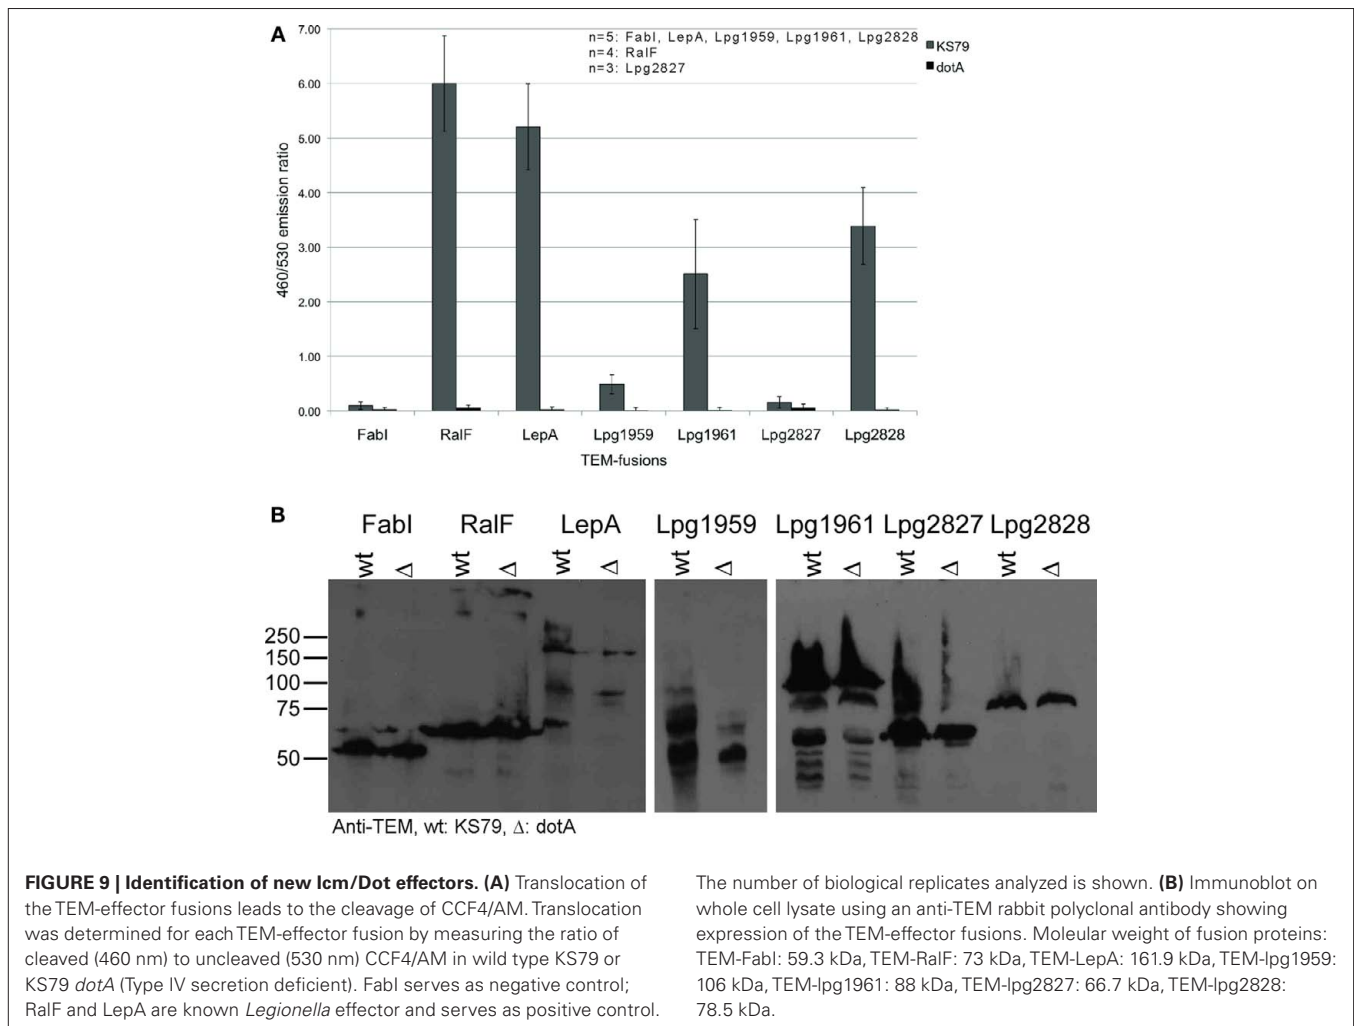 A
7.00
6.00
5.00
4.00
3.00
2.00
1.00
0.00
460/530 emission ratio
n=5: FabI, LepA, Lpg1959, Lpg1961, Lpg2828
n=4: RalF
n=3: Lpg2827
KS79
dotA
FabI RalF LepA Lpg1959 Lpg1961 Lpg2827 Lpg2828
TEM-fusions
B
FabI RalF LepA Lpg1959 Lpg1961 Lpg2827 Lpg2828
wt Δ wt Δ wt Δ wt Δ wt Δ wt Δ wt Δ
250
150
100
75
50
Anti-TEM, wt: KS79, Δ: dotA
FIGURE 9 | Identification of new Icm/Dot effectors. (A) Translocation of
the TEM-effector fusions leads to the cleavage of CCF4/AM. Translocation
was determined for each TEM-effector fusion by measuring the ratio of
cleaved (460 nm) to uncleaved (530 nm) CCF4/AM in wild type KS79 or
KS79 dotA (Type IV secretion deficient). FabI serves as negative control;
RalF and LepA are known Legionella effector and serves as positive control.
The number of biological replicates analyzed is shown. (B) Immunoblot on
whole cell lysate using an anti-TEM rabbit polyclonal antibody showing
expression of the TEM-effector fusions. Molelular weight of fusion proteins:
TEM-FabI: 59.3 kDa, TEM-RalF: 73 kDa, TEM-LepA: 161.9 kDa, TEM-lpg1959:
106 kDa, TEM-lpg1961: 88 kDa, TEM-lpg2827: 66.7 kDa, TEM-lpg2828:
78.5 kDa.